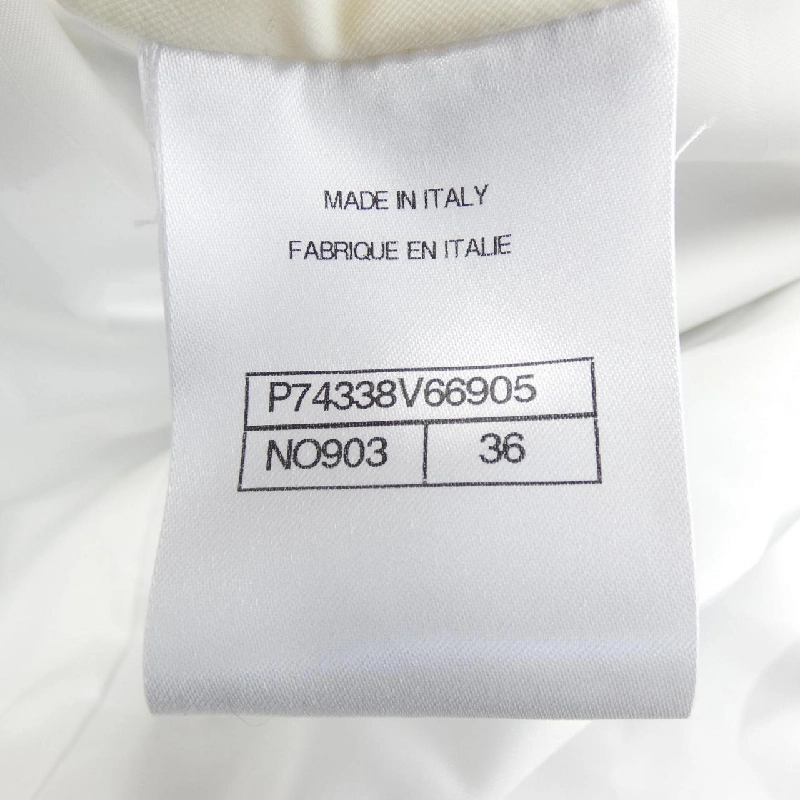 MADE IN ITALY
FABRIQUE EN ITALIE
P74338V66905
NO903 36